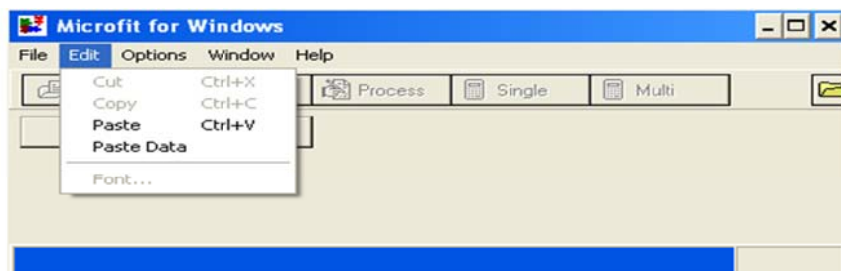 Microfit for Windows
File Edit Options Window Help
Process Single Multi
Cut Ctrl+X
Copy Ctrl+C
Paste Ctrl+V
Paste Data
Font...